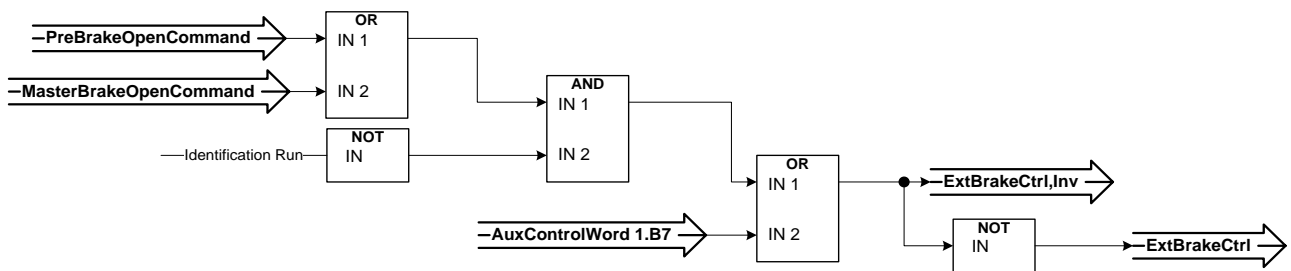 OR
PreBrakeOpenCommand
IN 1
MasterBrakeOpenCommand
IN 2
AND
IN 1
NOT
Identification Run
IN
IN 2
OR
IN 1
ExtBrakeCtrl,Inv
AuxControlWord 1.B7
IN 2
NOT
IN
ExtBrakeCtrl